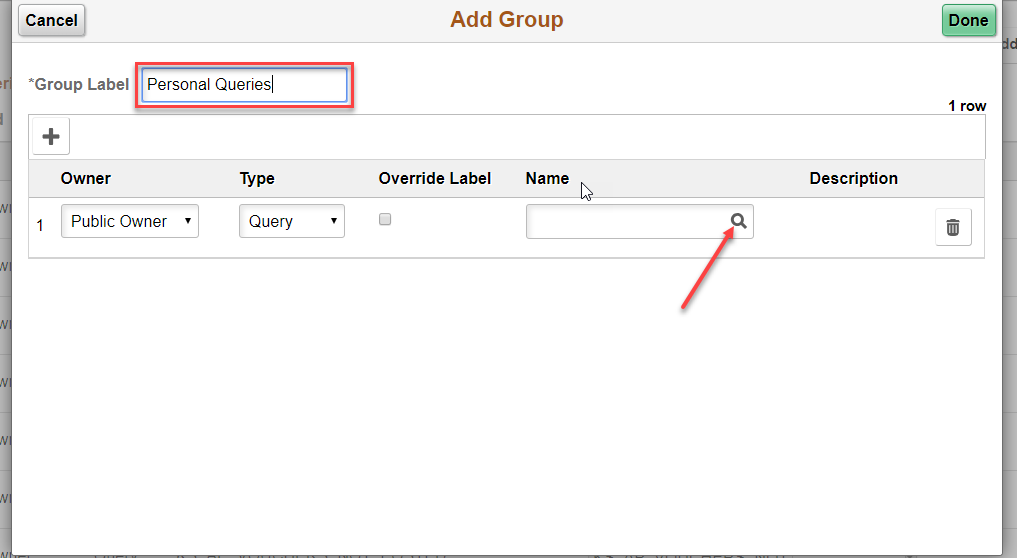 Cancel
Add Group
Done
*Group Label
Personal Queries
1 row
Owner
Type
Override Label
Name
Description
1
Public Owner
Query